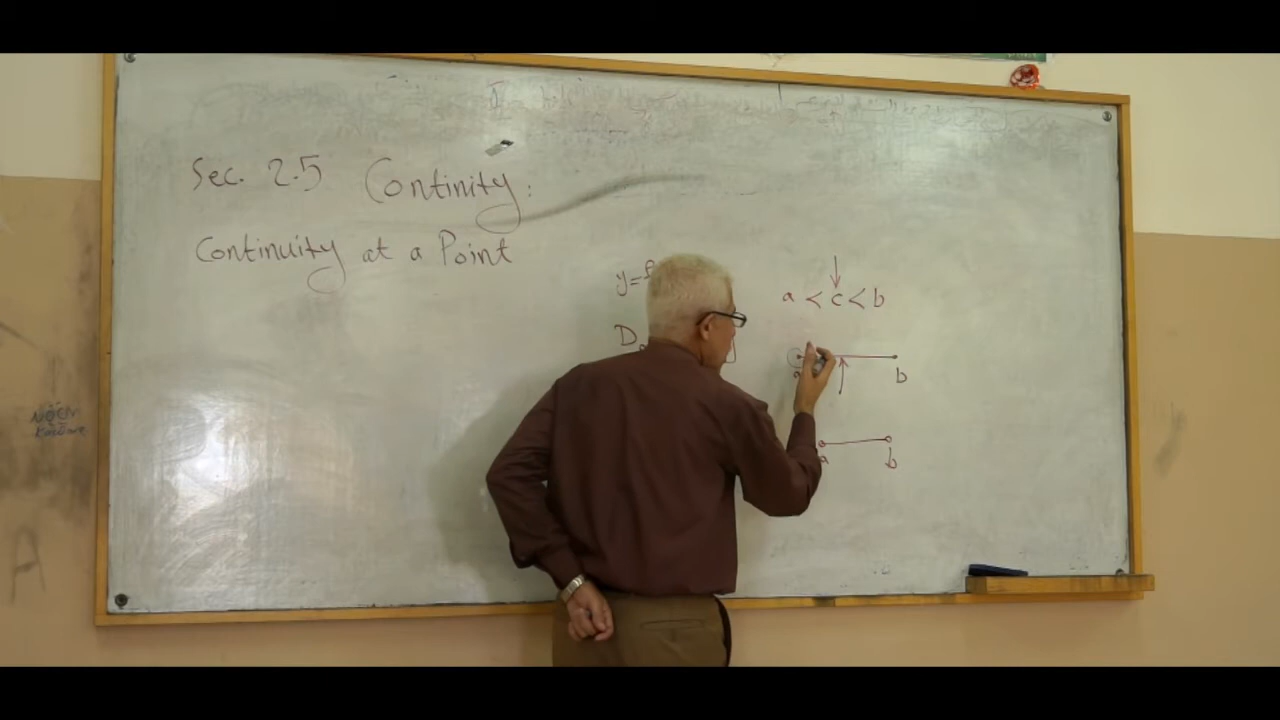 Sec. 2.5 Continity:
Continuity at a Point
y=f
a < c < b
D
a b
a b